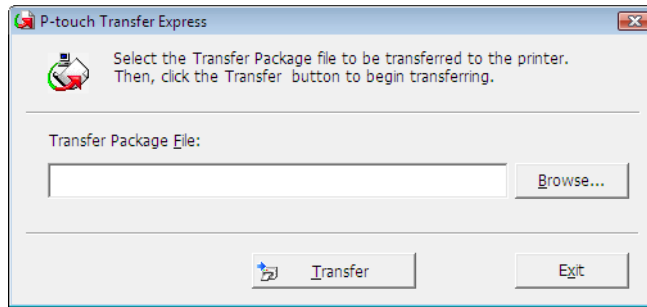 P-touch Transfer Express
Select the Transfer Package file to be transferred to the printer.
Then, click the Transfer button to begin transferring.
Transfer Package File:
Browse...
Transfer
Exit